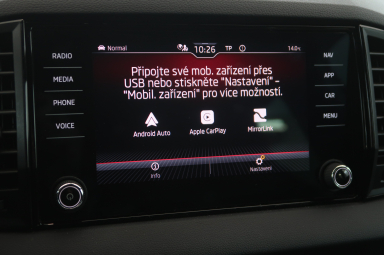 RADIO
MEDIA
PHONE
VOICE
Normal
10:26
TP
14.0
Připojte své mob. zařízení přes
USB nebo stiskněte "Nastavení" -
"Mobil. zařízení" pro více možností.
Android Auto
Apple CarPlay
MirrorLink
Info
Nastavení
NAV
APP
CAR
MENU